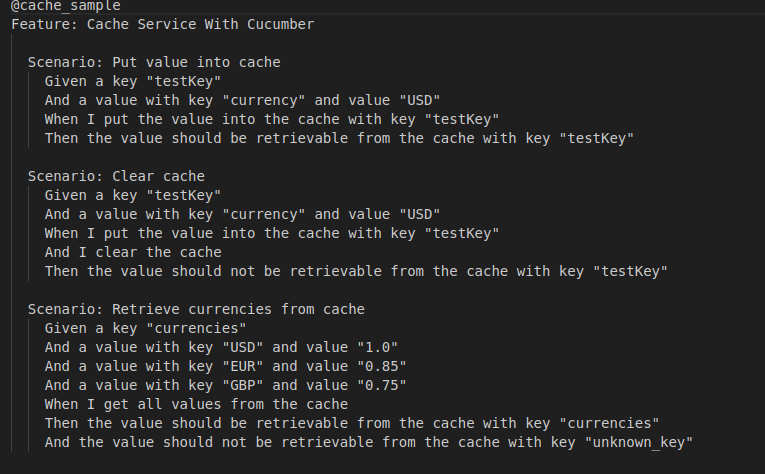 @cache_sample
Feature: Cache Service With Cucumber
Scenario: Put value into cache
Given a key "testKey"
And a value with key "currency" and value "USD"
When I put the value into the cache with key "testKey"
Then the value should be retrievable from the cache with key "testKey"
Scenario: Clear cache
Given a key "testKey"
And a value with key "currency" and value "USD"
When I put the value into the cache with key "testKey"
And I clear the cache
Then the value should not be retrievable from the cache with key "testKey"
Scenario: Retrieve currencies from cache
Given a key "currencies"
And a value with key "USD" and value "1.0"
And a value with key "EUR" and value "0.85"
And a value with key "GBP" and value "0.75"
When I get all values from the cache
Then the value should be retrievable from the cache with key "currencies"
And the value should not be retrievable from the cache with key "unknown_key"